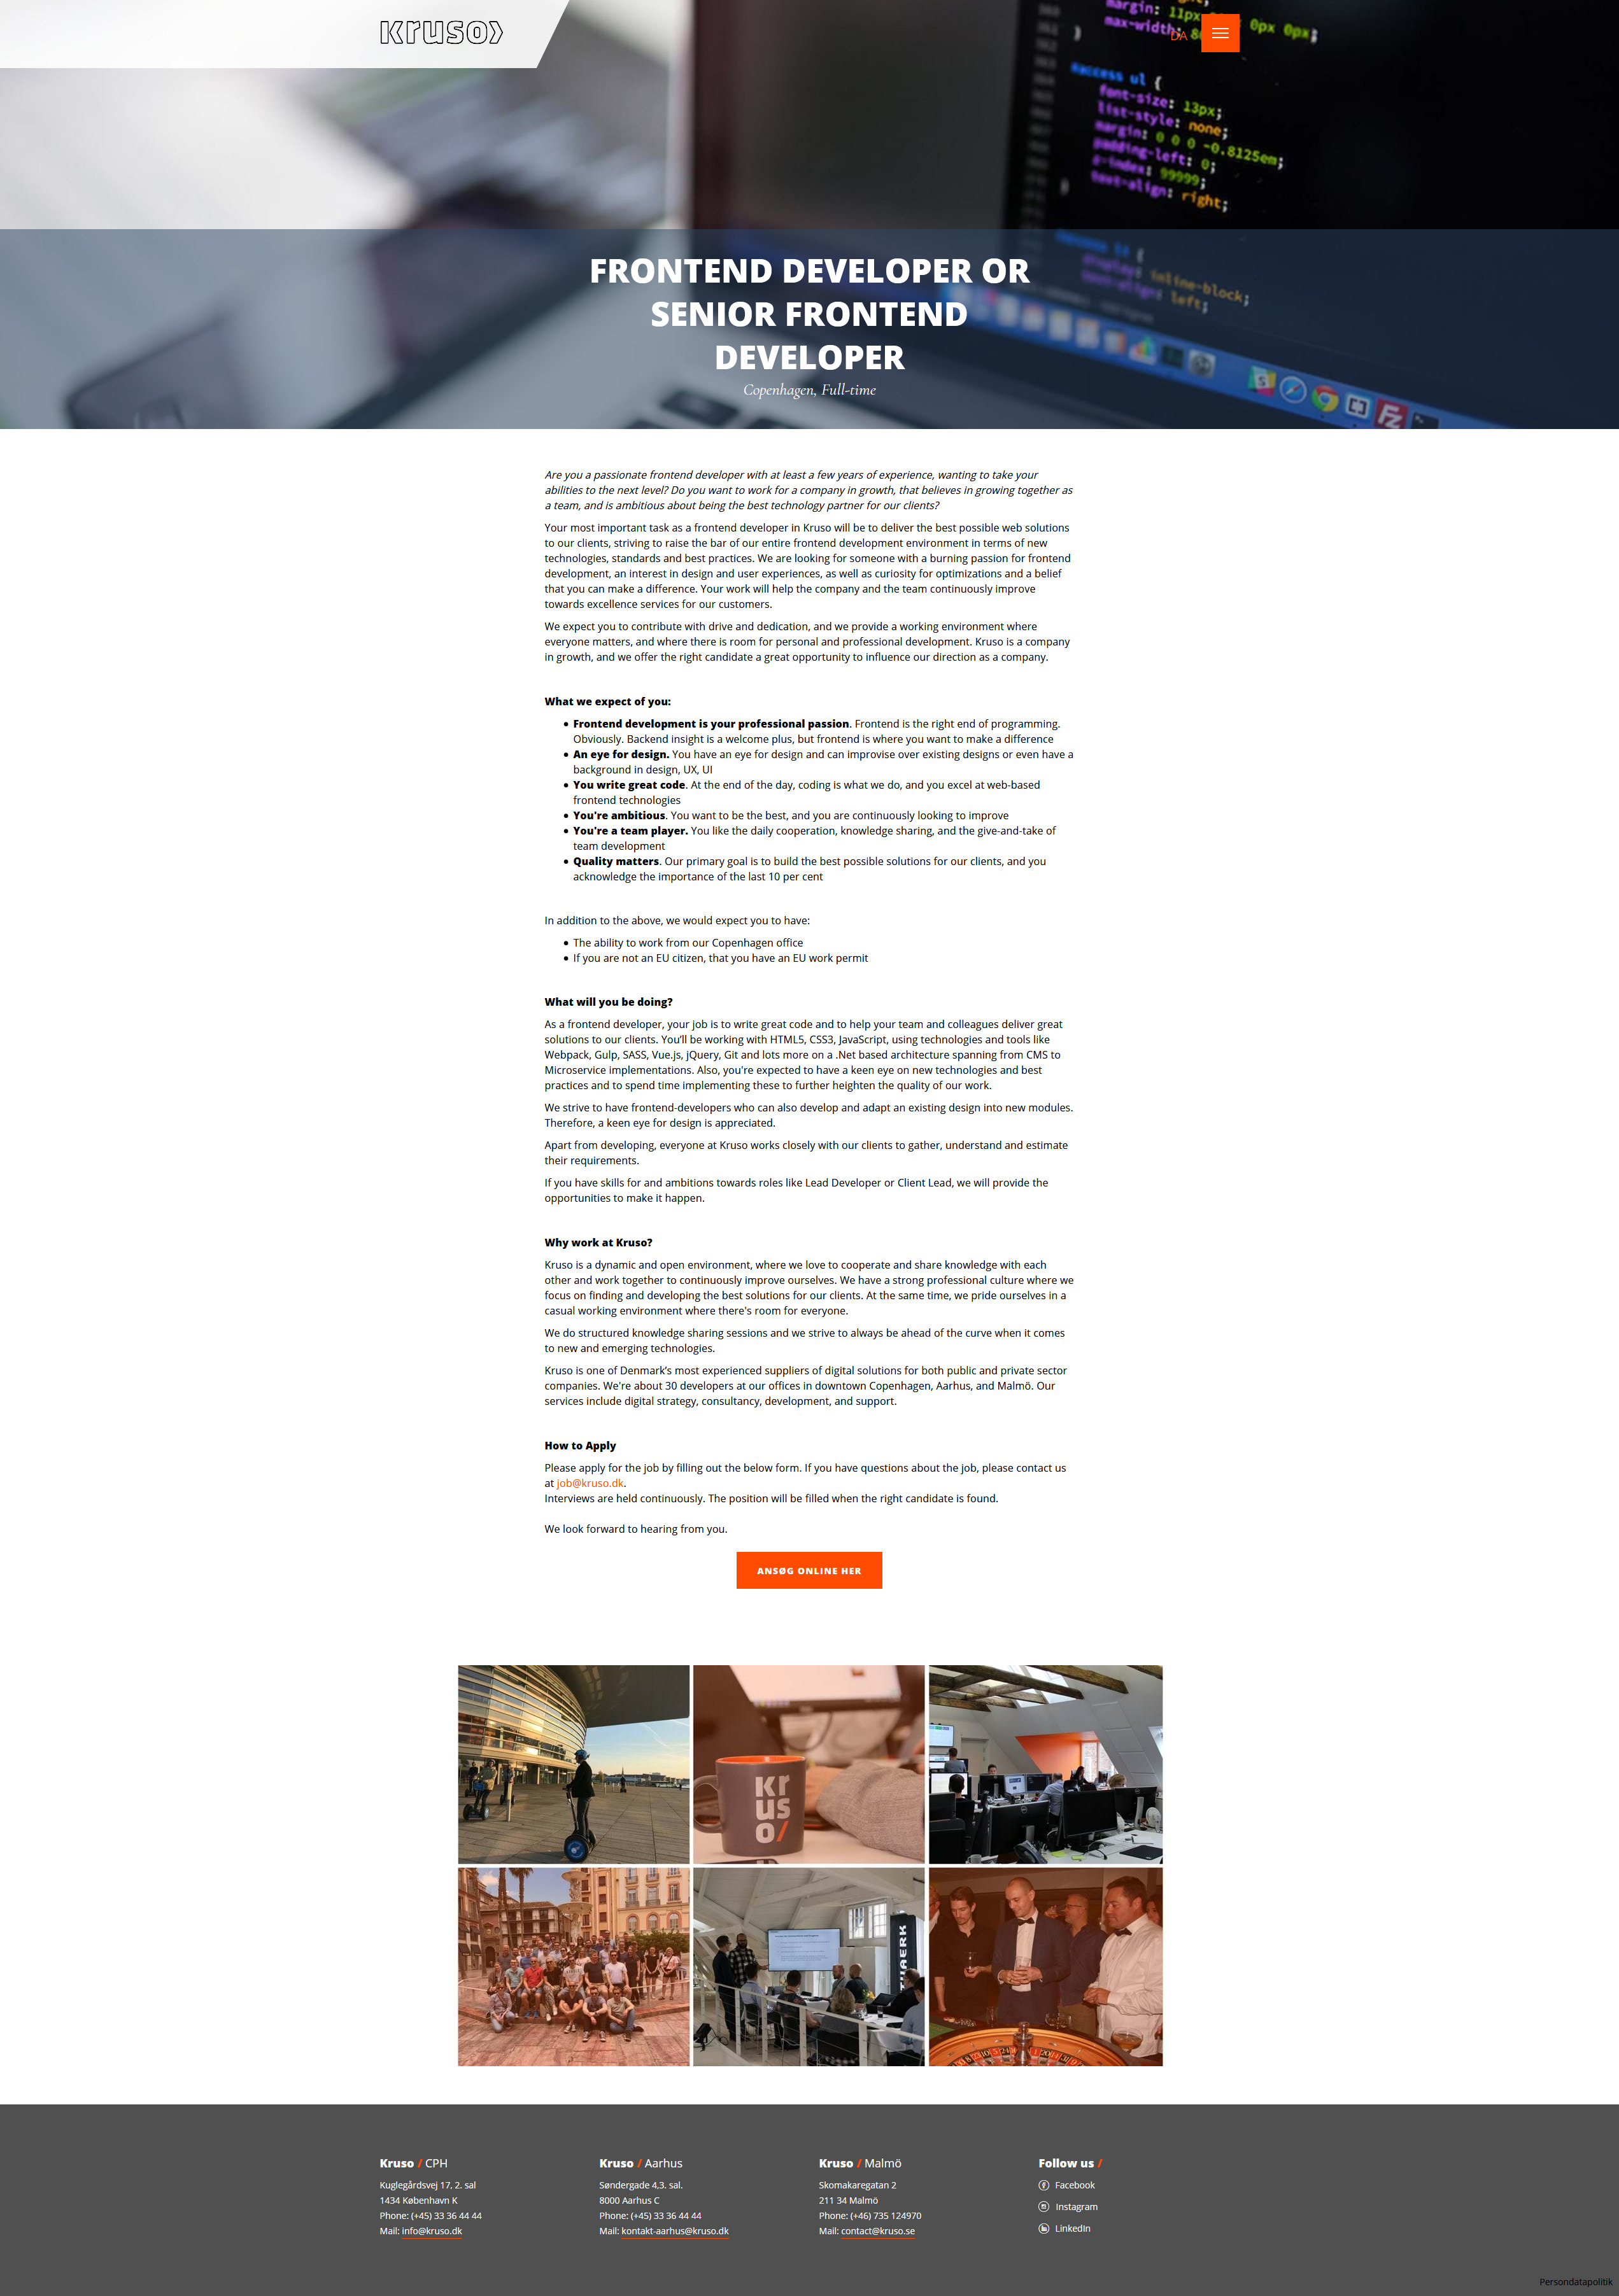 kruso
DA
margin: 11px 0px 0px;
}
#access ul {
font-size: 13px;
list-style: none;
margin: 0 0 0 -0.8125em;
padding-left: 0;
z-index: 99999;
text-align: right;
}
display: inline-block;
text-align: left;
FRONTEND DEVELOPER OR
SENIOR FRONTEND
DEVELOPER
Copenhagen, Full-time
Are you a passionate frontend developer with at least a few years of experience, wanting to take your
abilities to the next level? Do you want to work for a company in growth, that believes in growing together as
a team, and is ambitious about being the best technology partner for our clients?
Your most important task as a frontend developer in Kruso will be to deliver the best possible web solutions
to our clients, striving to raise the bar of our entire frontend development environment in terms of new
technologies, standards and best practices. We are looking for someone with a burning passion for frontend
development, an interest in design and user experiences, as well as curiosity for optimizations and a belief
that you can make a difference. Your work will help the company and the team continuously improve
towards excellence services for our customers.
We expect you to contribute with drive and dedication, and we provide a working environment where
everyone matters, and where there is room for personal and professional development. Kruso is a company
in growth, and we offer the right candidate a great opportunity to influence our direction as a company.
What we expect of you:
• Frontend development is your professional passion. Frontend is the right end of programming.
Obviously. Backend insight is a welcome plus, but frontend is where you want to make a difference
• An eye for design. You have an eye for design and can improvise over existing designs or even have a
background in design, UX, UI
• You write great code. At the end of the day, coding is what we do, and you excel at web-based
frontend technologies
• You're ambitious. You want to be the best, and you are continuously looking to improve
• You're a team player. You like the daily cooperation, knowledge sharing, and the give-and-take of
team development
• Quality matters. Our primary goal is to build the best possible solutions for our clients, and you
acknowledge the importance of the last 10 per cent
In addition to the above, we would expect you to have:
• The ability to work from our Copenhagen office
• If you are not an EU citizen, that you have an EU work permit
What will you be doing?
As a frontend developer, your job is to write great code and to help your team and colleagues deliver great
solutions to our clients. You’ll be working with HTML5, CSS3, JavaScript, using technologies and tools like
Webpack, Gulp, SASS, Vue.js, jQuery, Git and lots more on a .Net based architecture spanning from CMS to
Microservice implementations. Also, you're expected to have a keen eye on new technologies and best
practices and to spend time implementing these to further heighten the quality of our work.
We strive to have frontend-developers who can also develop and adapt an existing design into new modules.
Therefore, a keen eye for design is appreciated.
Apart from developing, everyone at Kruso works closely with our clients to gather, understand and estimate
their requirements.
If you have skills for and ambitions towards roles like Lead Developer or Client Lead, we will provide the
opportunities to make it happen.
Why work at Kruso?
Kruso is a dynamic and open environment, where we love to cooperate and share knowledge with each
other and work together to continuously improve ourselves. We have a strong professional culture where we
focus on finding and developing the best solutions for our clients. At the same time, we pride ourselves in a
casual working environment where there's room for everyone.
We do structured knowledge sharing sessions and we strive to always be ahead of the curve when it comes
to new and emerging technologies.
Kruso is one of Denmark’s most experienced suppliers of digital solutions for both public and private sector
companies. We're about 30 developers at our offices in downtown Copenhagen, Aarhus, and Malmö. Our
services include digital strategy, consultancy, development, and support.
How to Apply
Please apply for the job by filling out the below form. If you have questions about the job, please contact us
at job@kruso.dk.
Interviews are held continuously. The position will be filled when the right candidate is found.
We look forward to hearing from you.
ANSØG ONLINE HER
kr
us
o/
Kruso / CPH
Kuglegårdsvej 17, 2. sal
1434 København K
Phone: (+45) 33 36 44 44
Mail: info@kruso.dk
Kruso / Aarhus
Søndergade 4,3. sal.
8000 Aarhus C
Phone: (+45) 33 36 44 44
Mail: kontakt-aarhus@kruso.dk
Kruso / Malmö
Skomakaregatan 2
211 34 Malmö
Phone: (+46) 735 124970
Mail: contact@kruso.se
Follow us /
Facebook
Instagram
LinkedIn
Persondatapolitik